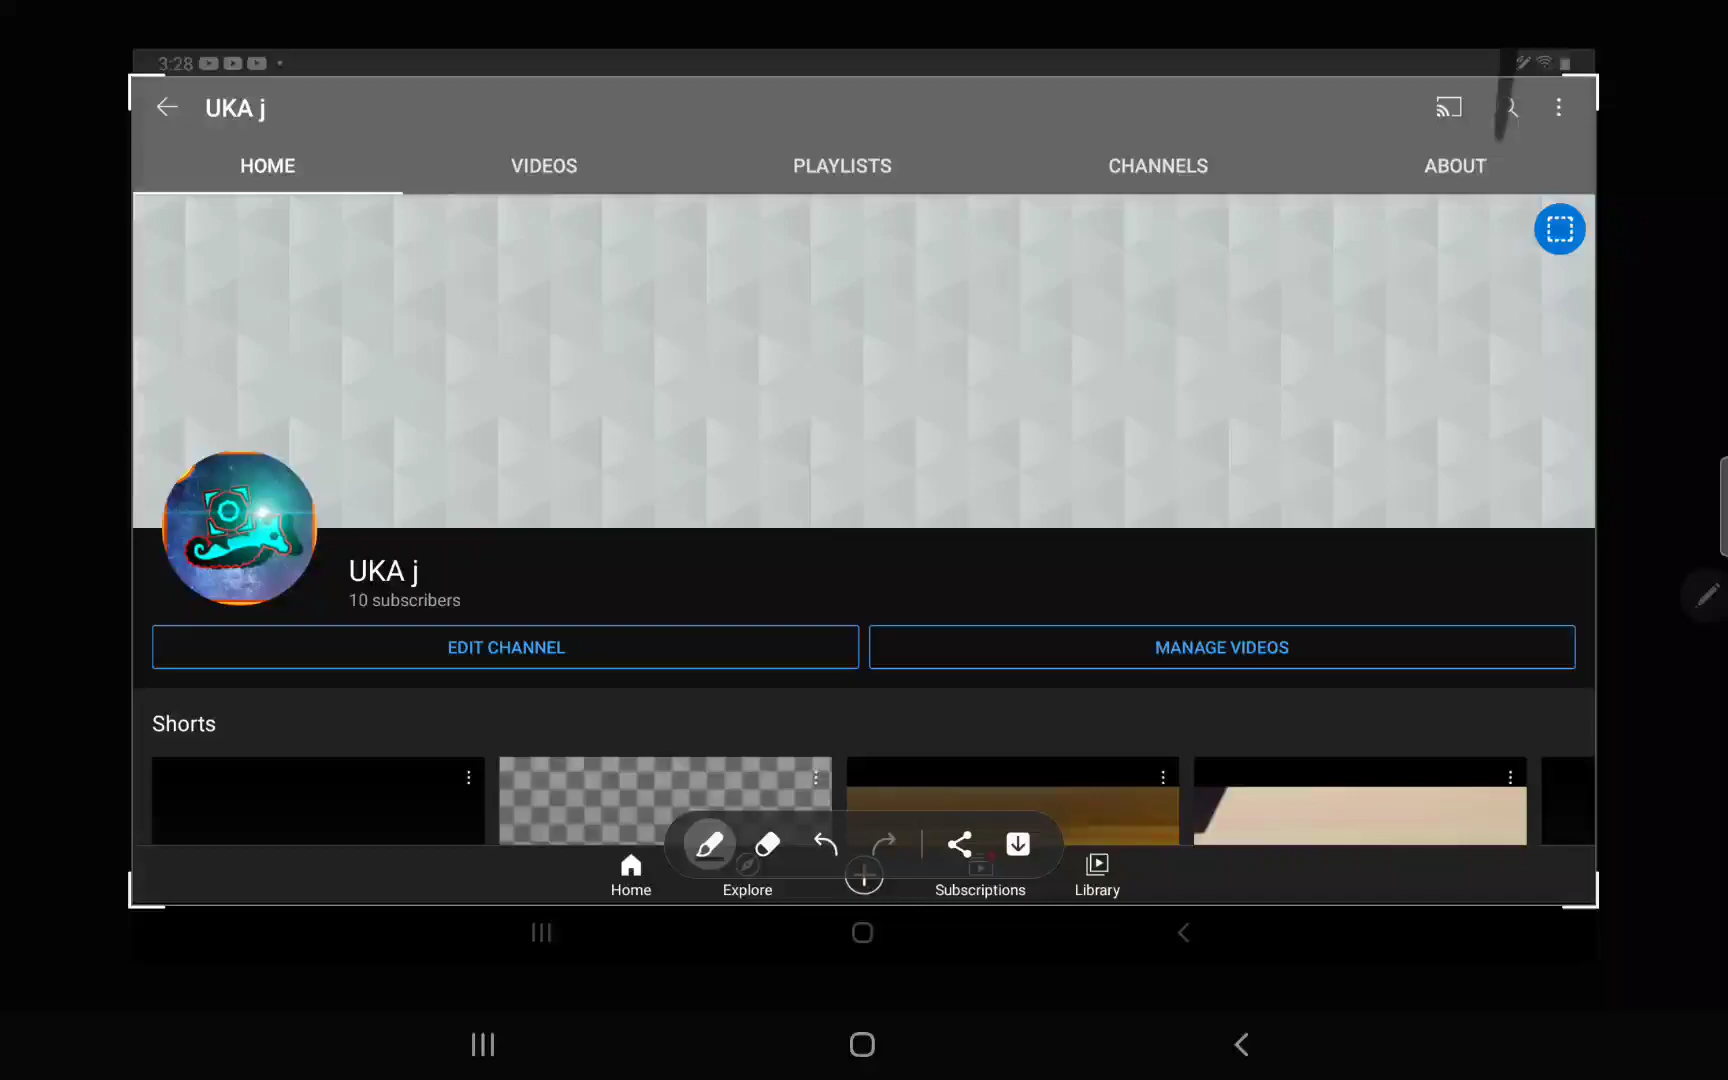 3:28
UKA j
HOME VIDEOS PLAYLISTS CHANNELS ABOUT
UKA j
10 subscribers
EDIT CHANNEL MANAGE VIDEOS
Shorts
Home Explore Subscriptions Library